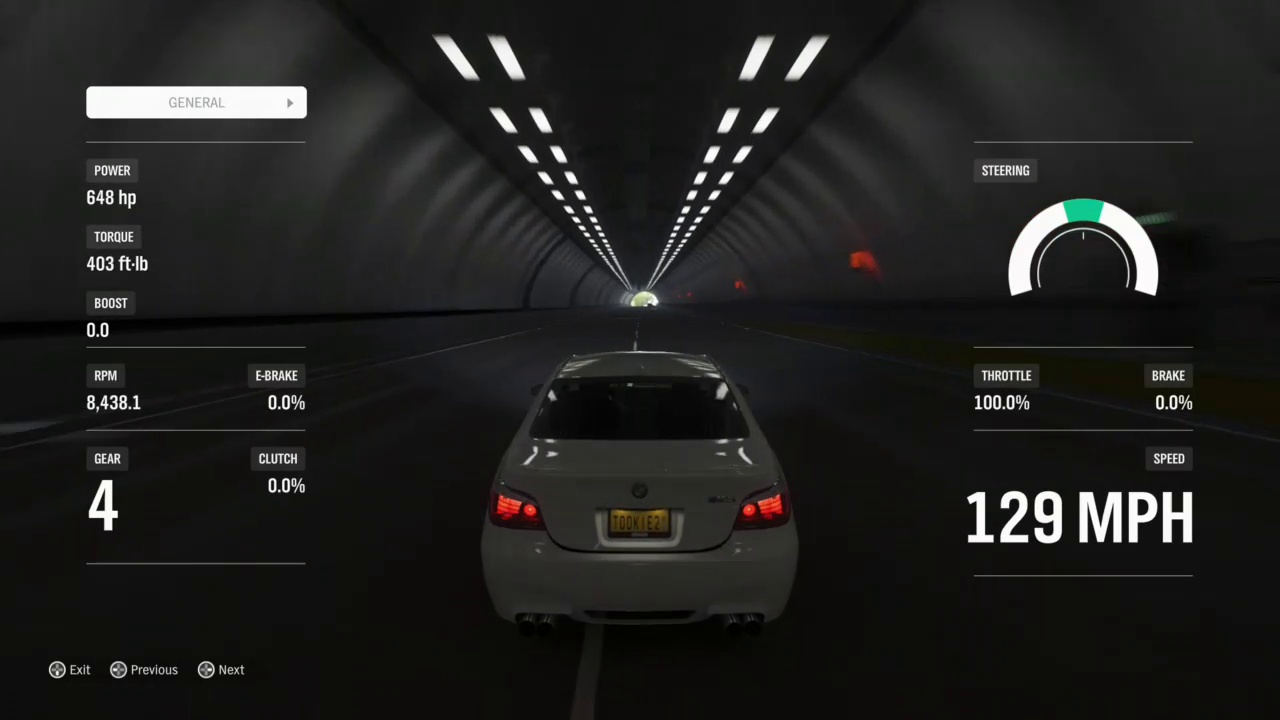 GENERAL
POWER
648 hp
TORQUE
403 ft·lb
BOOST
0.0
RPM
E-BRAKE
8,438.1
0.0%
GEAR
CLUTCH
4
0.0%
STEERING
THROTTLE
BRAKE
100.0%
0.0%
SPEED
129 MPH
TOOKIE2
Exit
Previous
Next